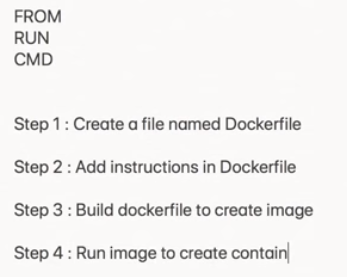 FROM
RUN
CMD
Step 1 : Create a file named Dockerfile
Step 2 : Add instructions in Dockerfile
Step 3 : Build dockerfile to create image
Step 4 : Run image to create contain